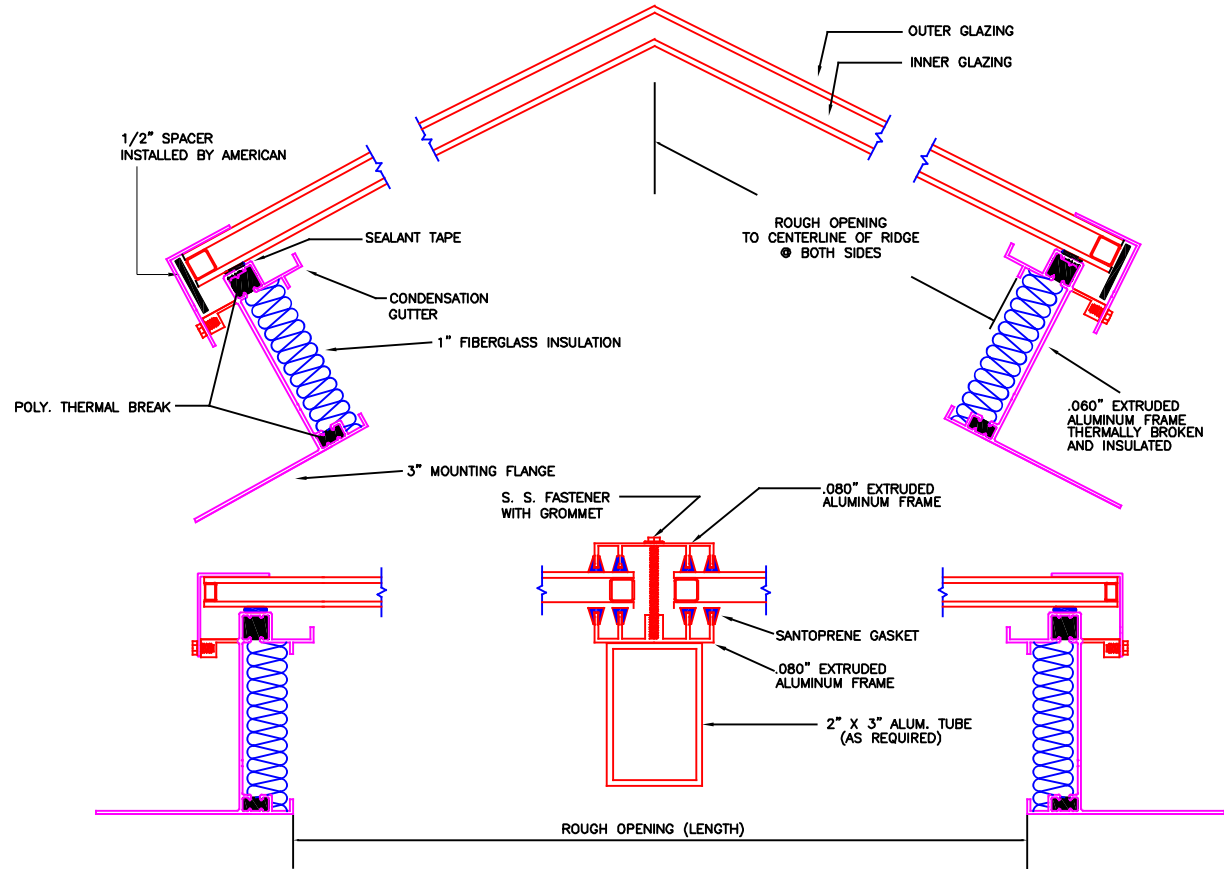 OUTER GLAZING
INNER GLAZING
1/2" SPACER
INSTALLED BY AMERICAN
ROUGH OPENING
TO CENTERLINE OF RIDGE
@ BOTH SIDES
SEALANT TAPE
CONDENSATION
GUTTER
1" FIBERGLASS INSULATION
POLY. THERMAL BREAK
.060" EXTRUDED
ALUMINUM FRAME
THERMALLY BROKEN
AND INSULATED
3" MOUNTING FLANGE
S. S. FASTENER
WITH GROMMET
.080" EXTRUDED
ALUMINUM FRAME
SANTOPRENE GASKET
.080" EXTRUDED
ALUMINUM FRAME
2" X 3" ALUM. TUBE
(AS REQUIRED)
ROUGH OPENING (LENGTH)